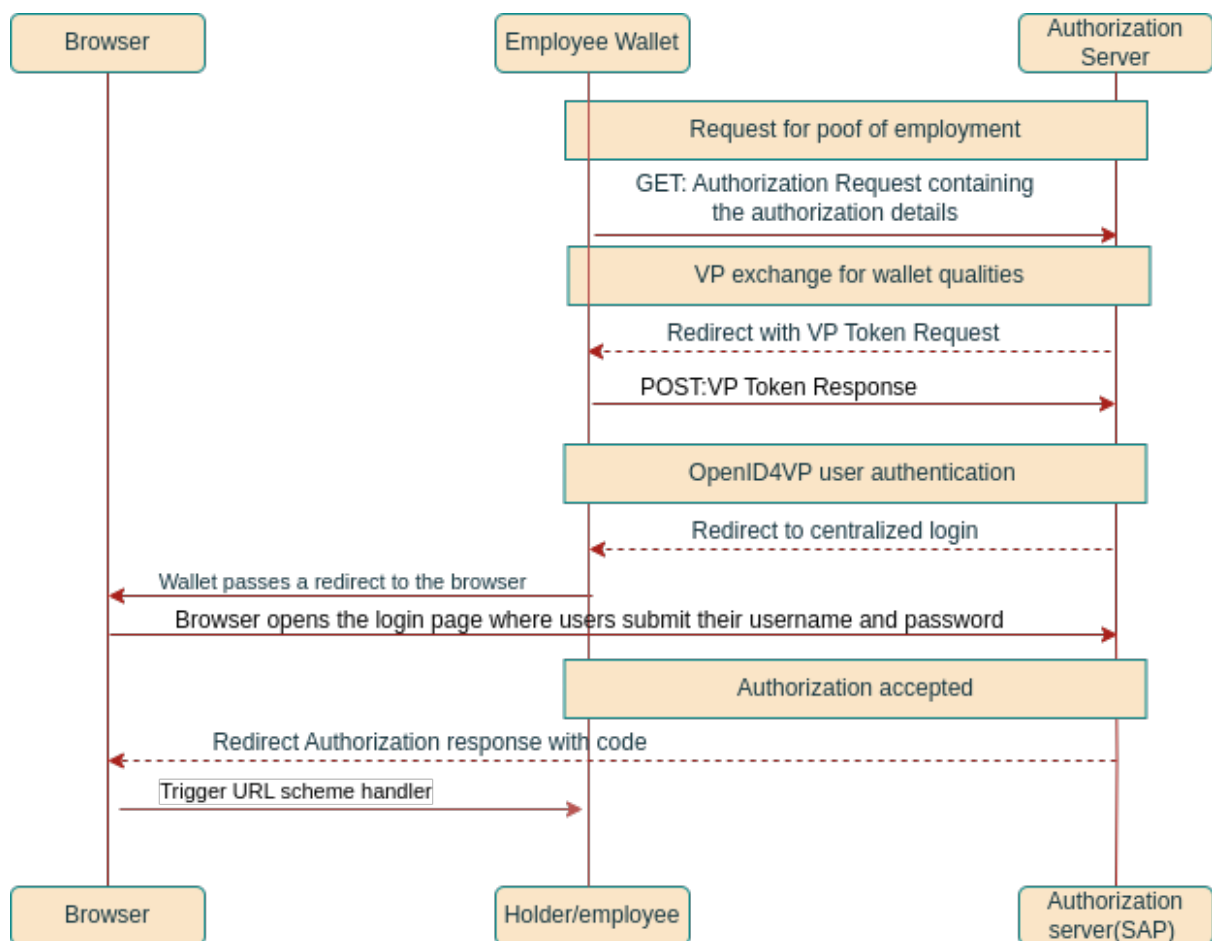 Browser
Employee Wallet
Authorization
Server
Request for poof of employment
GET: Authorization Request containing
the authorization details
VP exchange for wallet qualities
Redirect with VP Token Request
POST:VP Token Response
OpenID4VP user authentication
Redirect to centralized login
Wallet passes a redirect to the browser
Browser opens the login page where users submit their username and password
Authorization accepted
Redirect Authorization response with code
Trigger URL scheme handler
Browser
Holder/employee
Authorization
server(SAP)